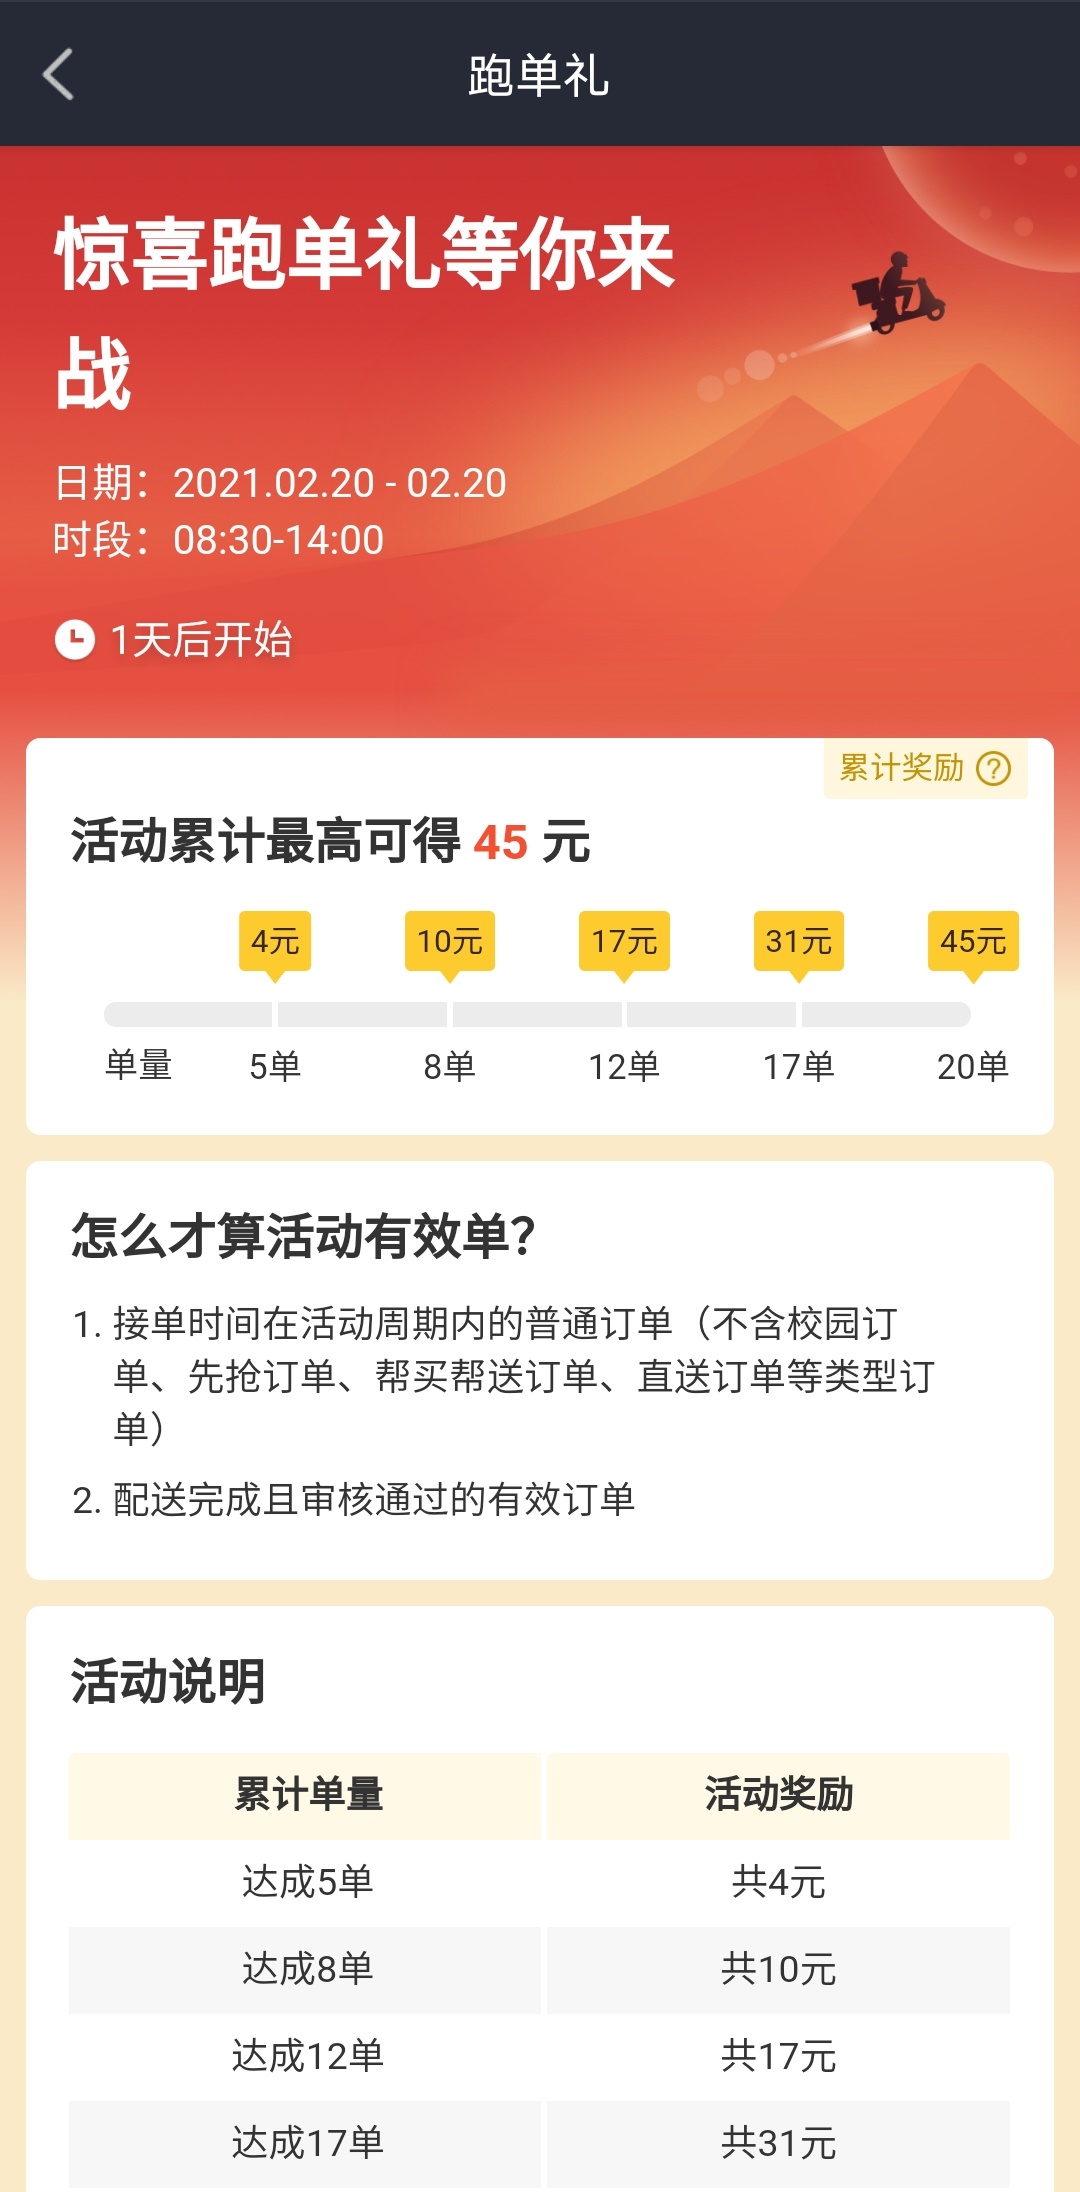 跑单礼
惊喜跑单礼等你来
战
日期：2021.02.20 - 02.20
时段：08:30-14:00
1天后开始
累计奖励 ?
活动累计最高可得 45 元
4元 10元 17元 31元 45元
单量 5单 8单 12单 17单 20单
怎么才算活动有效单?
1. 接单时间在活动周期内的普通订单（不含校园订
单、先抢订单、帮买帮送订单、直送订单等类型订
单）
2. 配送完成且审核通过的有效订单
活动说明
累计单量 活动奖励
达成5单 共4元
达成8单 共10元
达成12单 共17元
达成17单 共31元